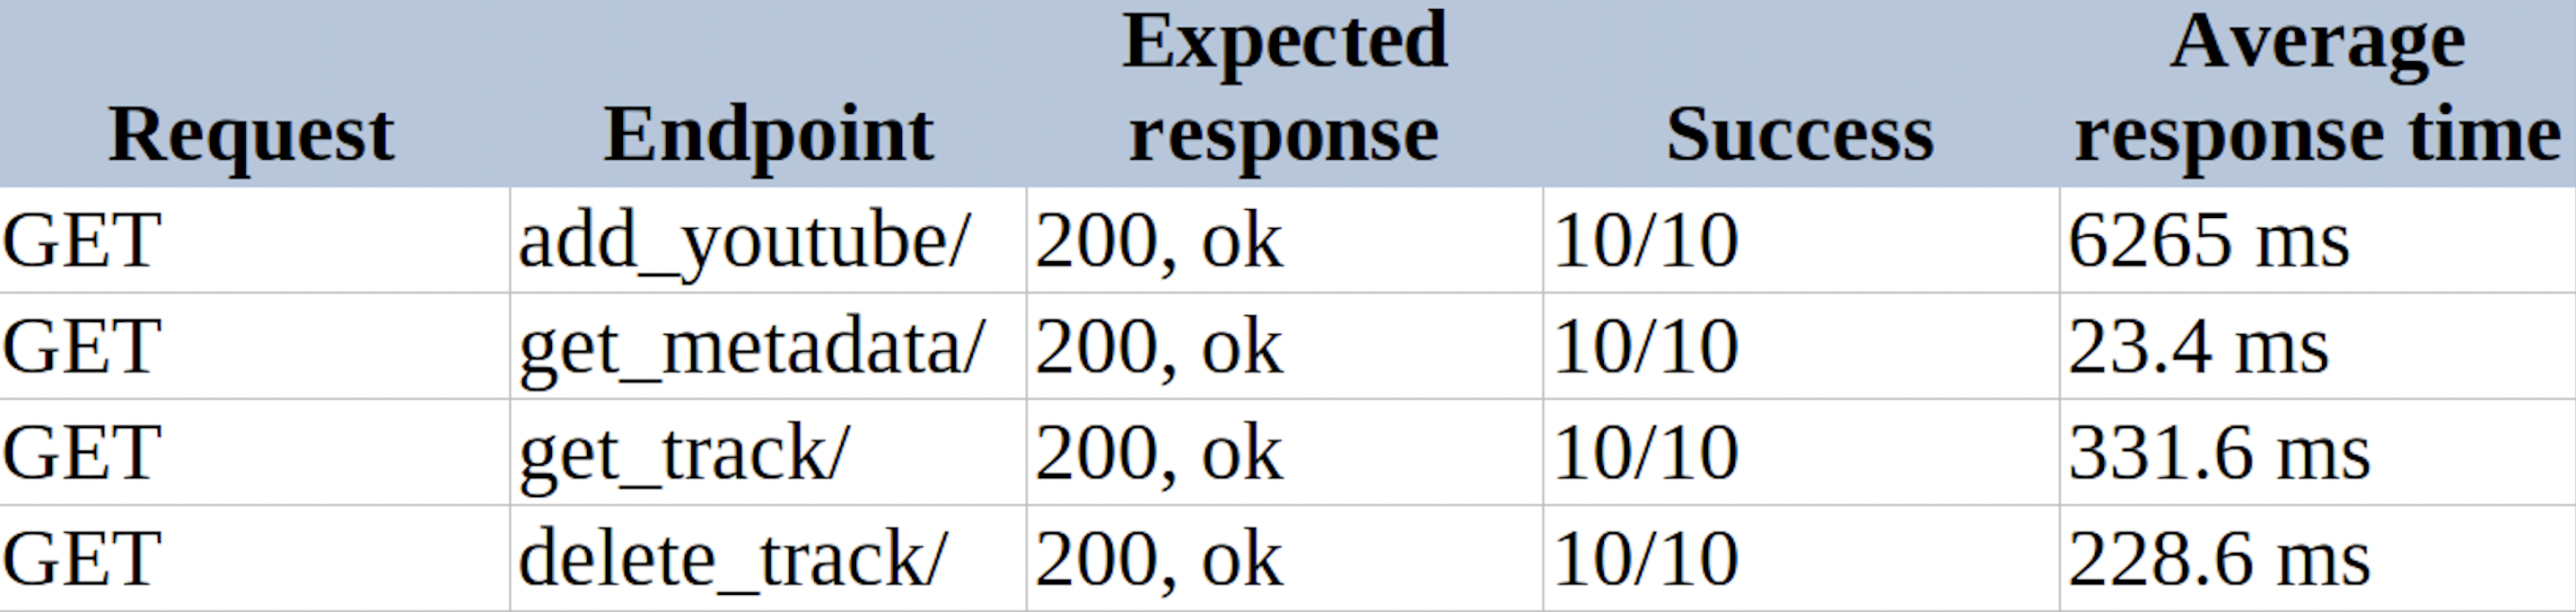 Request Endpoint Expected response Success Average response time
GET add_youtube/ 200, ok 10/10 6265 ms
GET get_metadata/ 200, ok 10/10 23.4 ms
GET get_track/ 200, ok 10/10 331.6 ms
GET delete_track/ 200, ok 10/10 228.6 ms